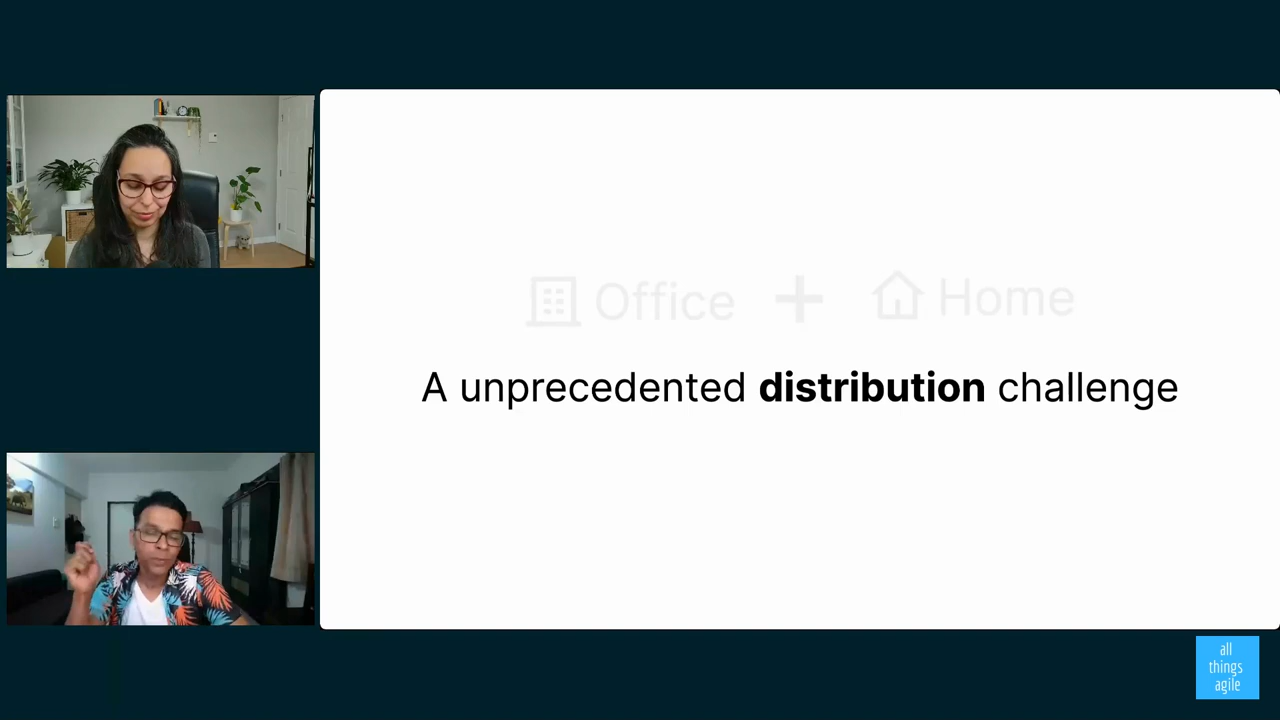 Office + Home
A unprecedented distribution challenge
all
things
agile